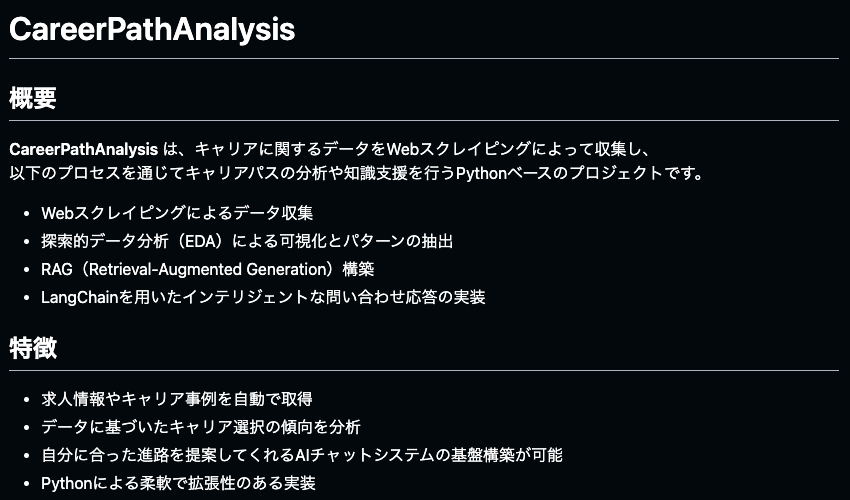 CareerPathAnalysis
概要
CareerPathAnalysis は、キャリアに関するデータをWebスクレイピングによって収集し、
以下のプロセスを通じてキャリアパスの分析や知識支援を行うPythonベースのプロジェクトです。
• Webスクレイピングによるデータ収集
• 探索的データ分析（EDA）による可視化とパターンの抽出
• RAG（Retrieval-Augmented Generation）構築
• LangChainを用いたインテリジェントな問い合わせ応答の実装
特徴
• 求人情報やキャリア事例を自動で取得
• データに基づいたキャリア選択の傾向を分析
• 自分に合った進路を提案してくれるAIチャットシステムの基盤構築が可能
• Pythonによる柔軟で拡張性のある実装